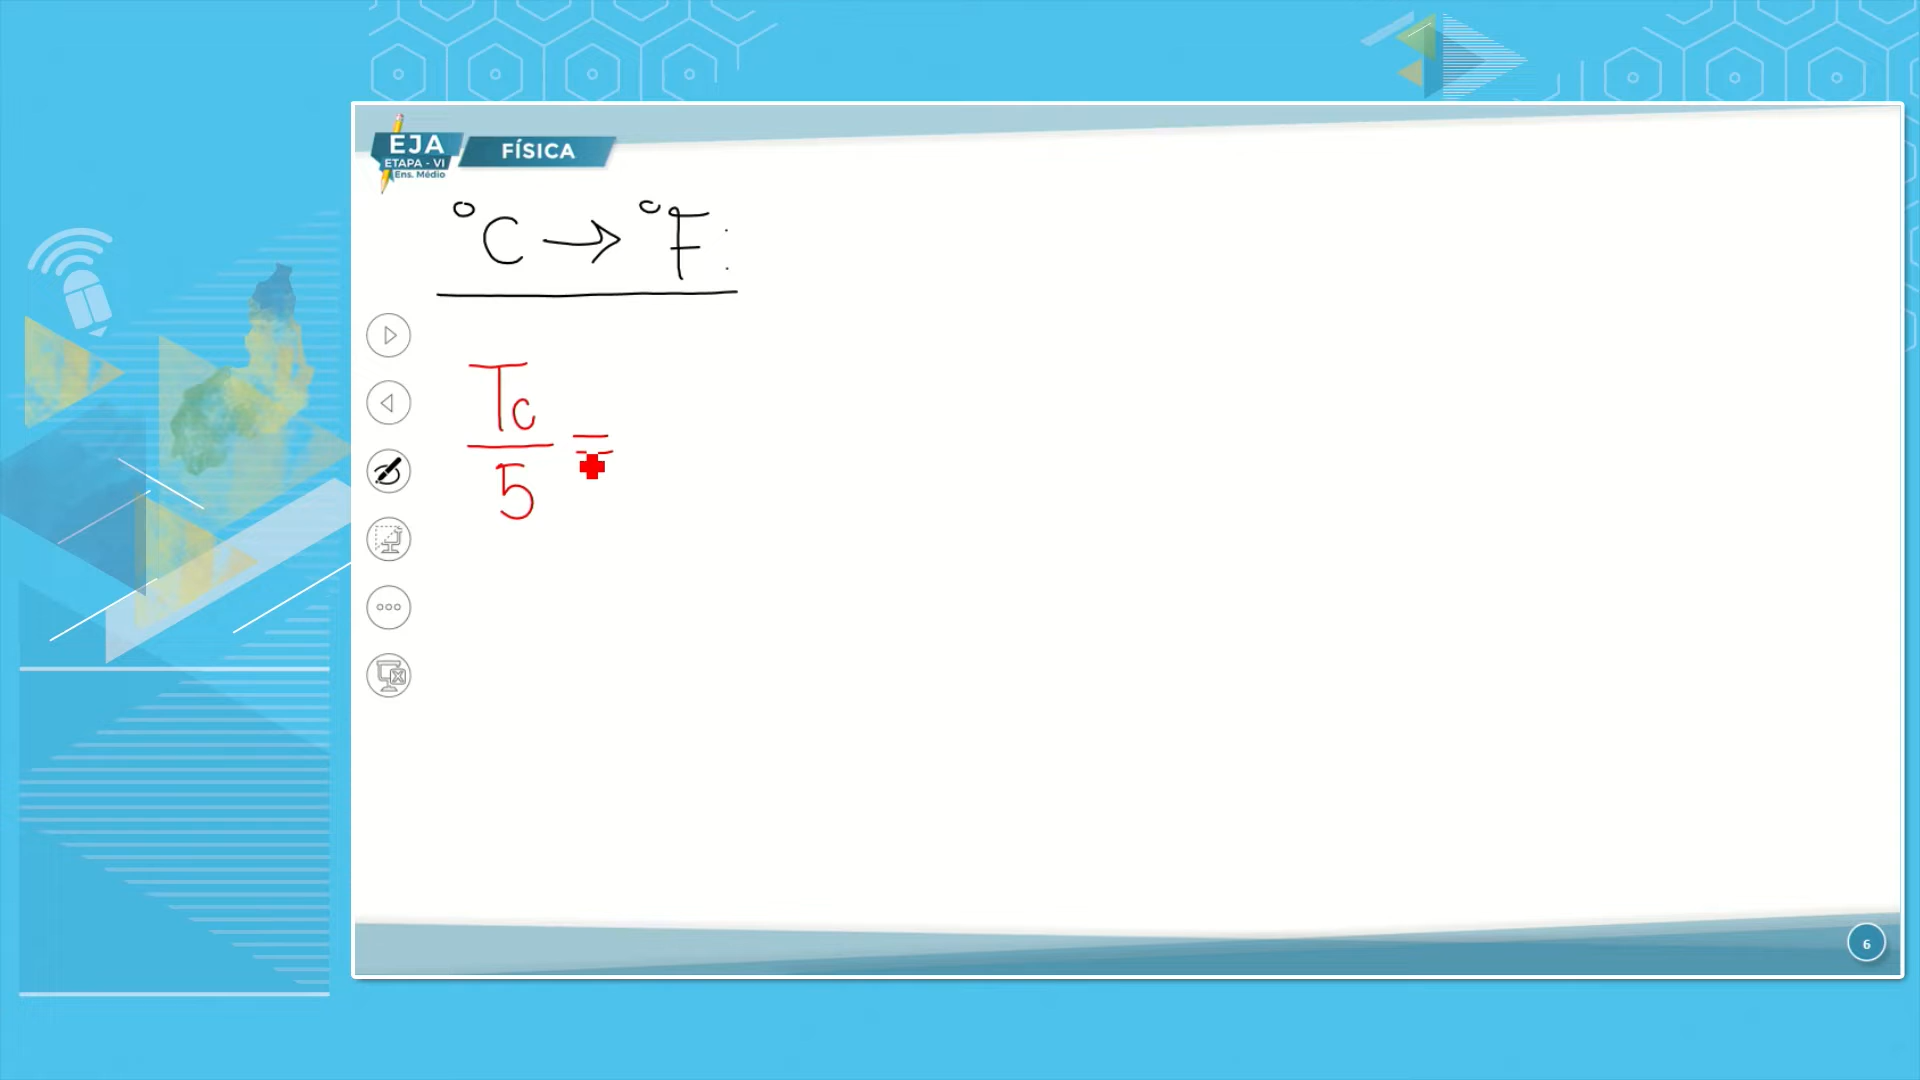 EJA
ETAPA - VI
Ens. Médio
FÍSICA
°C → °F:
Tc
5
=
6